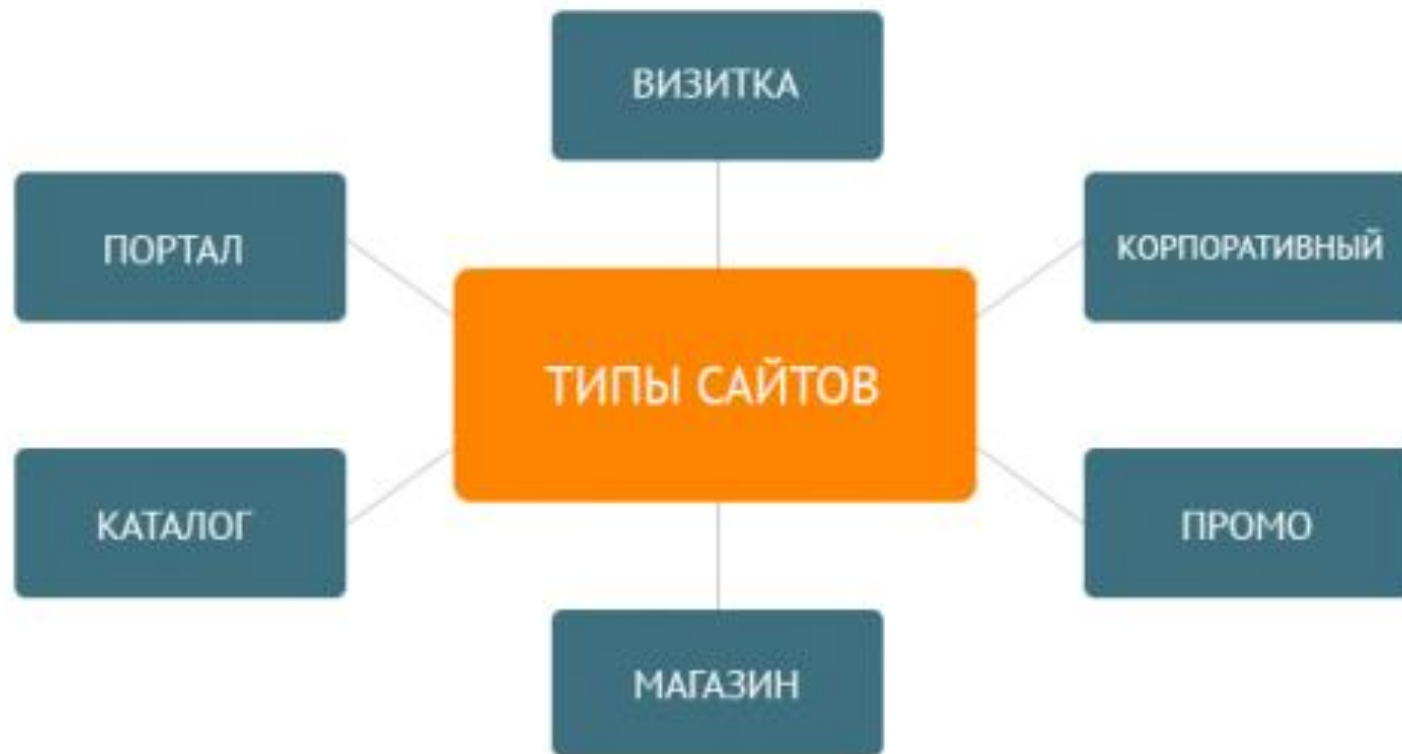 ВИЗИТКА
ПОРТАЛ
КОРПОРАТИВНЫЙ
ТИПЫ САЙТОВ
КАТАЛОГ
ПРОМО
МАГАЗИН